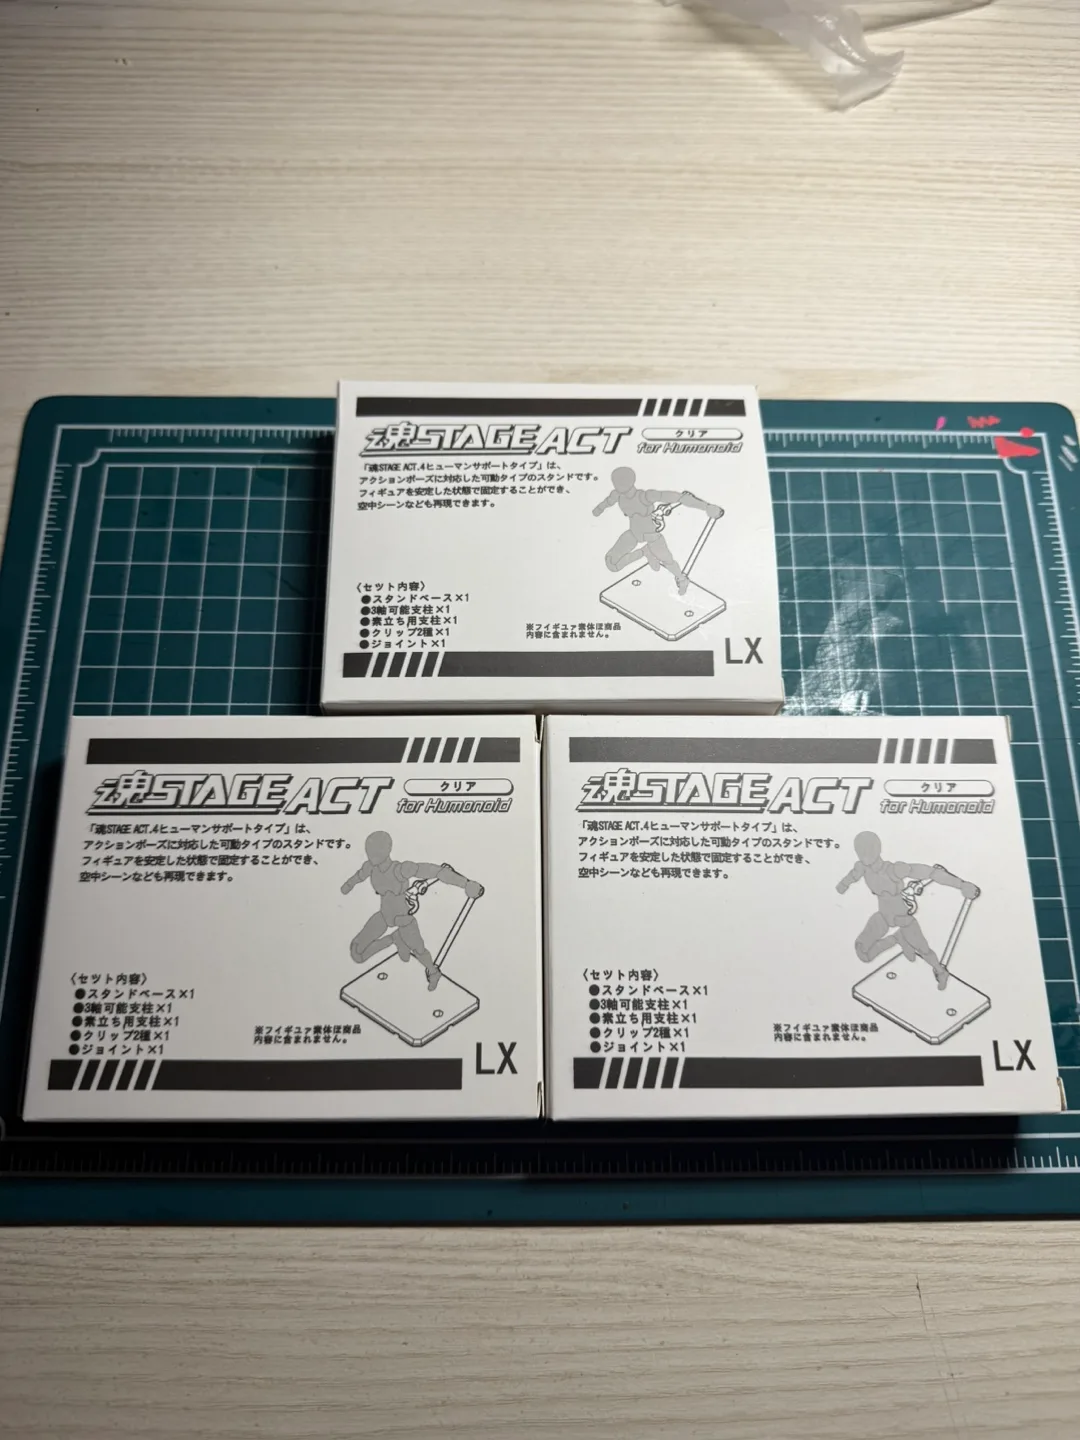 魂STAGE ACT
クリア
for Humanoid
「魂STAGE ACT.4ヒューマンサポートタイプ」は、
アクションポーズに対応した可動タイプのスタンドです。
フィギュアを安定した状態で固定することができ、
空中シーンなども再現できます。
〈セット内容〉
●スタンドベース×1
●3軸可能支柱×1
●素立ち用支柱×1
●クリップ2種×1
●ジョイント×1
※フイギユァ素体ほ商品
内容に含まれません。
LX
魂STAGE ACT
クリア
for Humanoid
「魂STAGE ACT.4ヒューマンサポートタイプ」は、
アクションポーズに対応した可動タイプのスタンドです。
フィギュアを安定した状態で固定することができ、
空中シーンなども再現できます。
〈セット内容〉
●スタンドベース×1
●3軸可能支柱×1
●素立ち用支柱×1
●クリップ2種×1
●ジョイント×1
※フイギユァ素体ほ商品
内容に含まれません。
LX
魂STAGE ACT
クリア
for Humanoid
「魂STAGE ACT.4ヒューマンサポートタイプ」は、
アクションポーズに対応した可動タイプのスタンドです。
フィギュアを安定した状態で固定することができ、
空中シーンなども再現できます。
〈セット内容〉
●スタンドベース×1
●3軸可能支柱×1
●素立ち用支柱×1
●クリップ2種×1
●ジョイント×1
※フイギユァ素体ほ商品
内容に含まれません。
LX